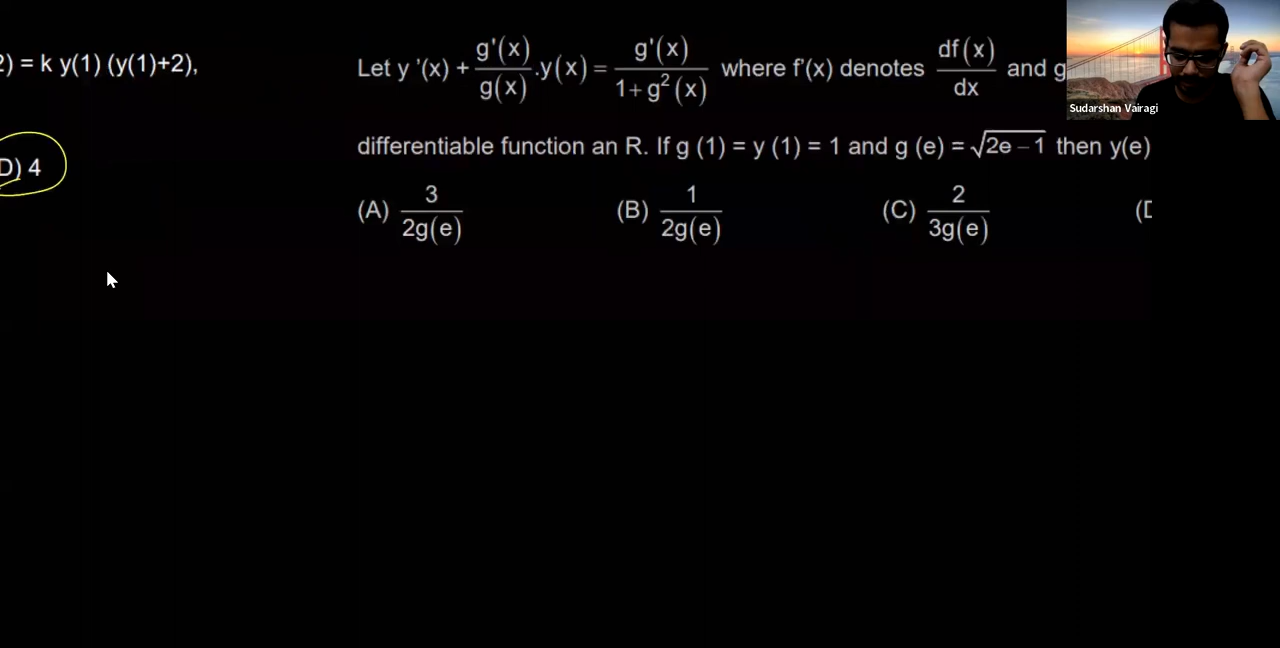 2) = k y(1) (y(1)+2),
D) 4
Let y '(x) + g'(x)/g(x) .y(x) = g'(x)/(1+g²(x)) where f'(x) denotes df(x)/dx and g
differentiable function an R. If g (1) = y (1) = 1 and g (e) = √(2e – 1) then y(e)
(A) 3/2g(e) (B) 1/2g(e) (C) 2/3g(e) (D
Sudarshan Vairagi